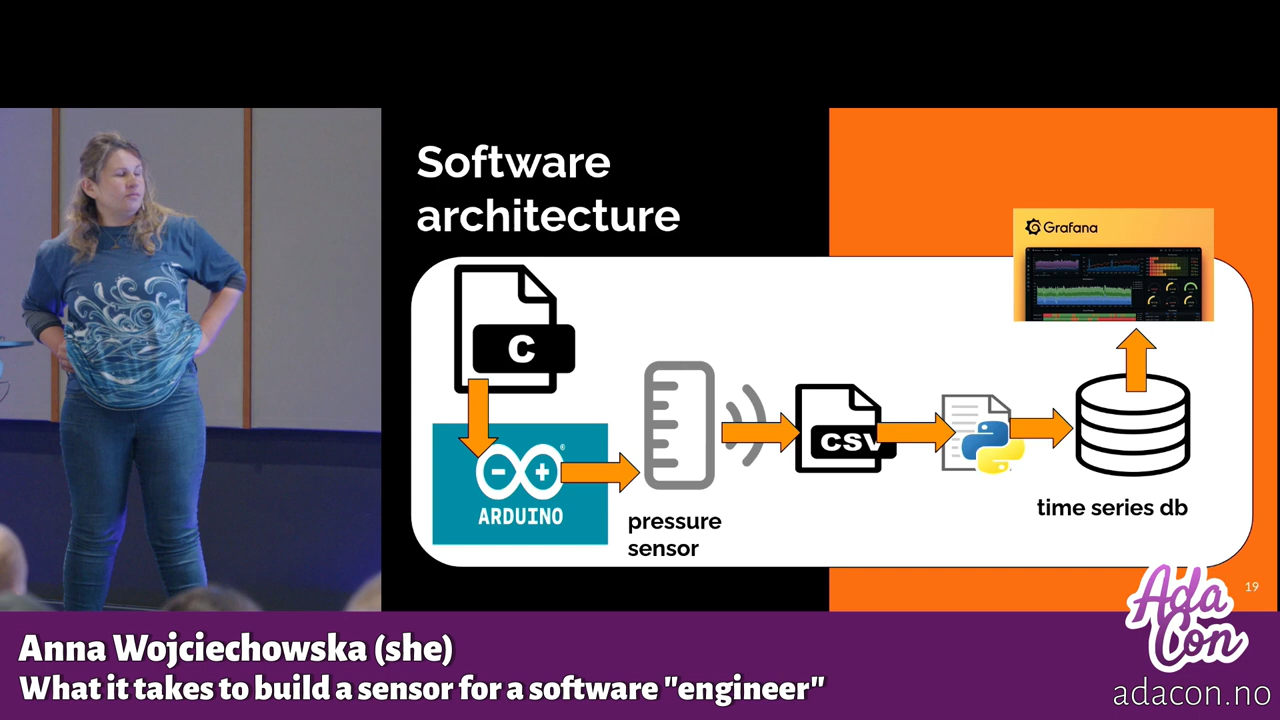 Software
architecture
Grafana
C
CSV
ARDUINO
®
pressure
sensor
time series db
19
Ada
Con
Anna Wojciechowska (she)
What it takes to build a sensor for a software "engineer"
adacon.no